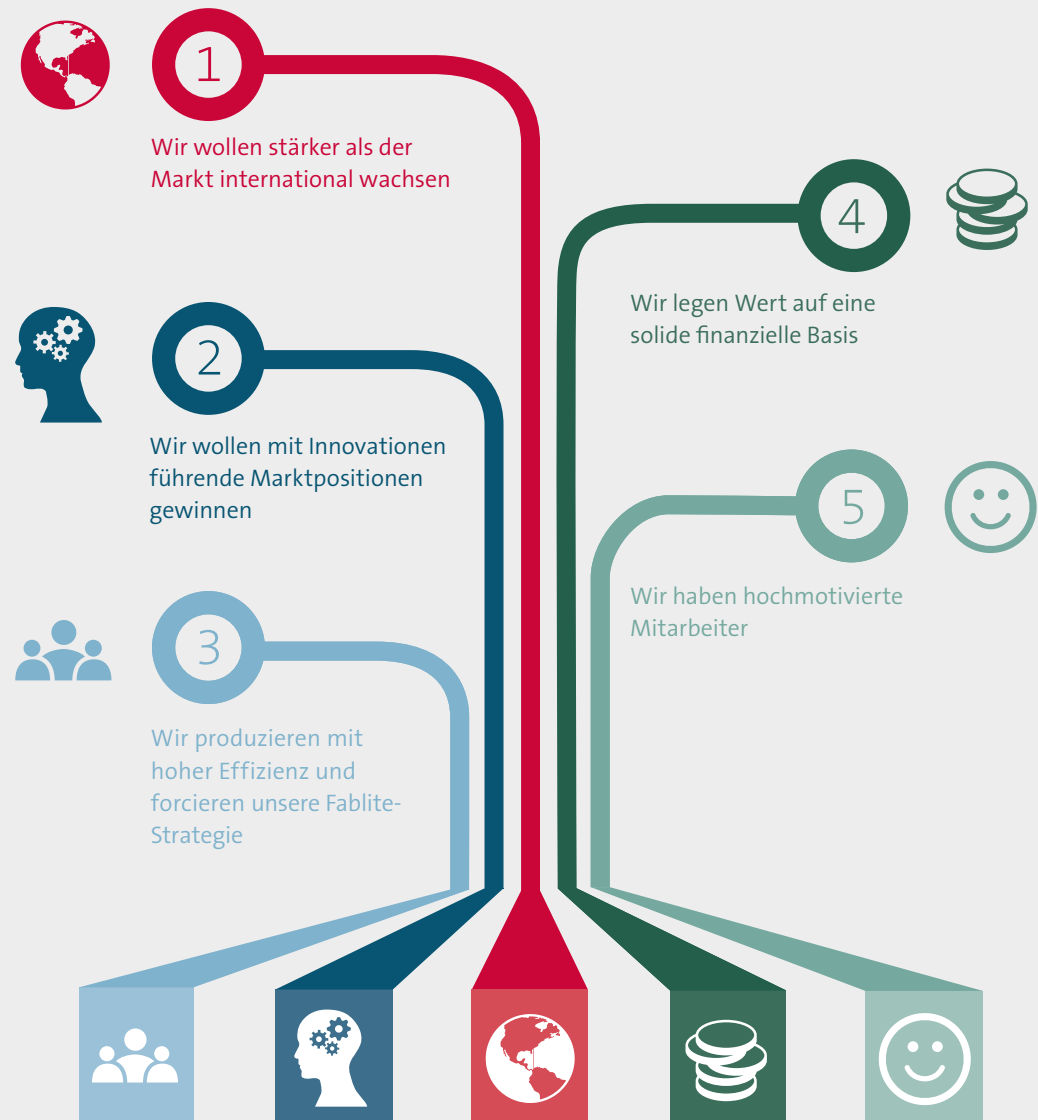 1
Wir wollen stärker als der
Markt international wachsen
2
Wir wollen mit Innovationen
führende Marktpositionen
gewinnen
3
Wir produzieren mit
hoher Effizienz und
forcieren unsere Fablite-
Strategie
4
Wir legen Wert auf eine
solide finanzielle Basis
5
Wir haben hochmotivierte
Mitarbeiter